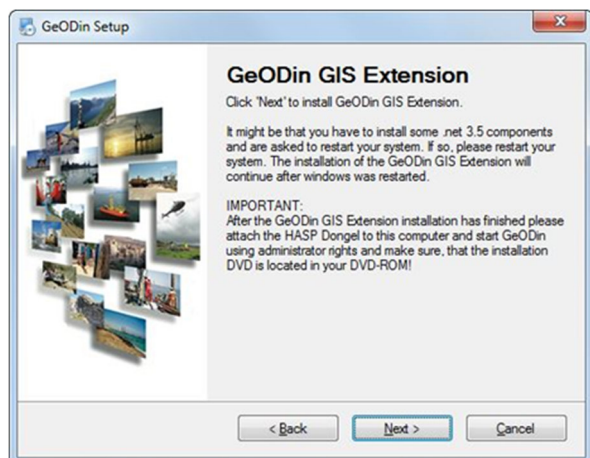 GeODin Setup
GeODin GIS Extension
Click 'Next' to install GeODin GIS Extension.
It might be that you have to install some .net 3.5 components
and are asked to restart your system. If so, please restart your
system. The installation of the GeODin GIS Extension will
continue after windows was restarted.
IMPORTANT:
After the GeODin GIS Extension installation has finished please
attach the HASP Dongel to this computer and start GeODin
using administrator rights and make sure, that the installation
DVD is located in your DVD-ROM!
< Back
Next >
Cancel